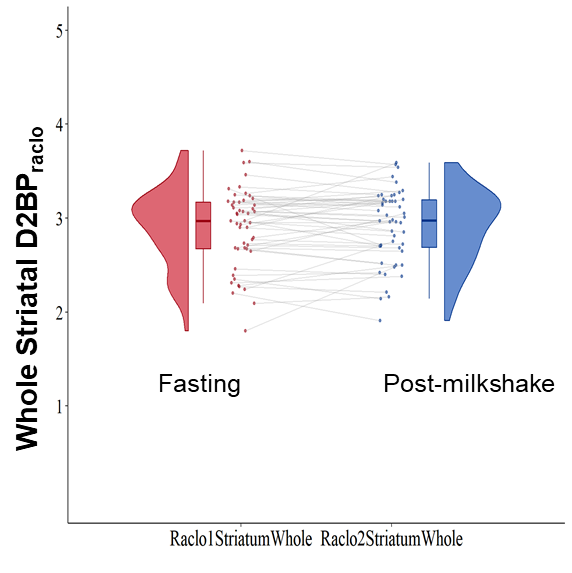 Whole Striatal D2BPraclo
5
4
3
2
1
Fasting
Post-milkshake
Raclo1StriatumWhole
Raclo2StriatumWhole